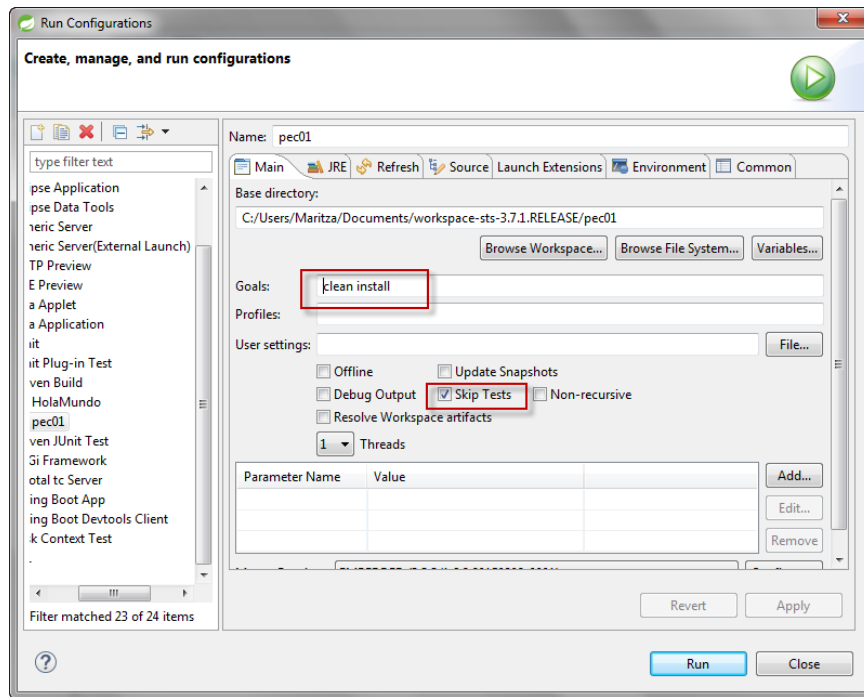 Run Configurations
Create, manage, and run configurations
type filter text
pse Application
pse Data Tools
neric Server
neric Server(External Launch)
TP Preview
E Preview
a Applet
a Application
nit
nit Plug-in Test
ven Build
HolaMundo
pec01
ven JUnit Test
Gi Framework
otal tc Server
ing Boot App
ing Boot Devtools Client
k Context Test
Filter matched 23 of 24 items
Name: pec01
Main JRE Refresh Source Launch Extensions Environment Common
Base directory:
C:/Users/Maritza/Documents/workspace-sts-3.7.1.RELEASE/pec01
Browse Workspace... Browse File System... Variables...
Goals: clean install
Profiles:
User settings: File...
Offline Update Snapshots
Debug Output Skip Tests Non-recursive
Resolve Workspace artifacts
1 Threads
Parameter Name Value
Add...
Edit...
Remove
Revert Apply
Run Close